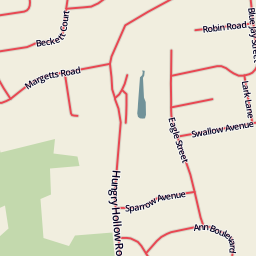 Robin Road
Blue Jay Street
Beckett Court
Margetts Road
Lark Lane
Swallow Avenue
Eagle Street
Hungry Hollow Ro
Sparrow Avenue
Ann Boulevard